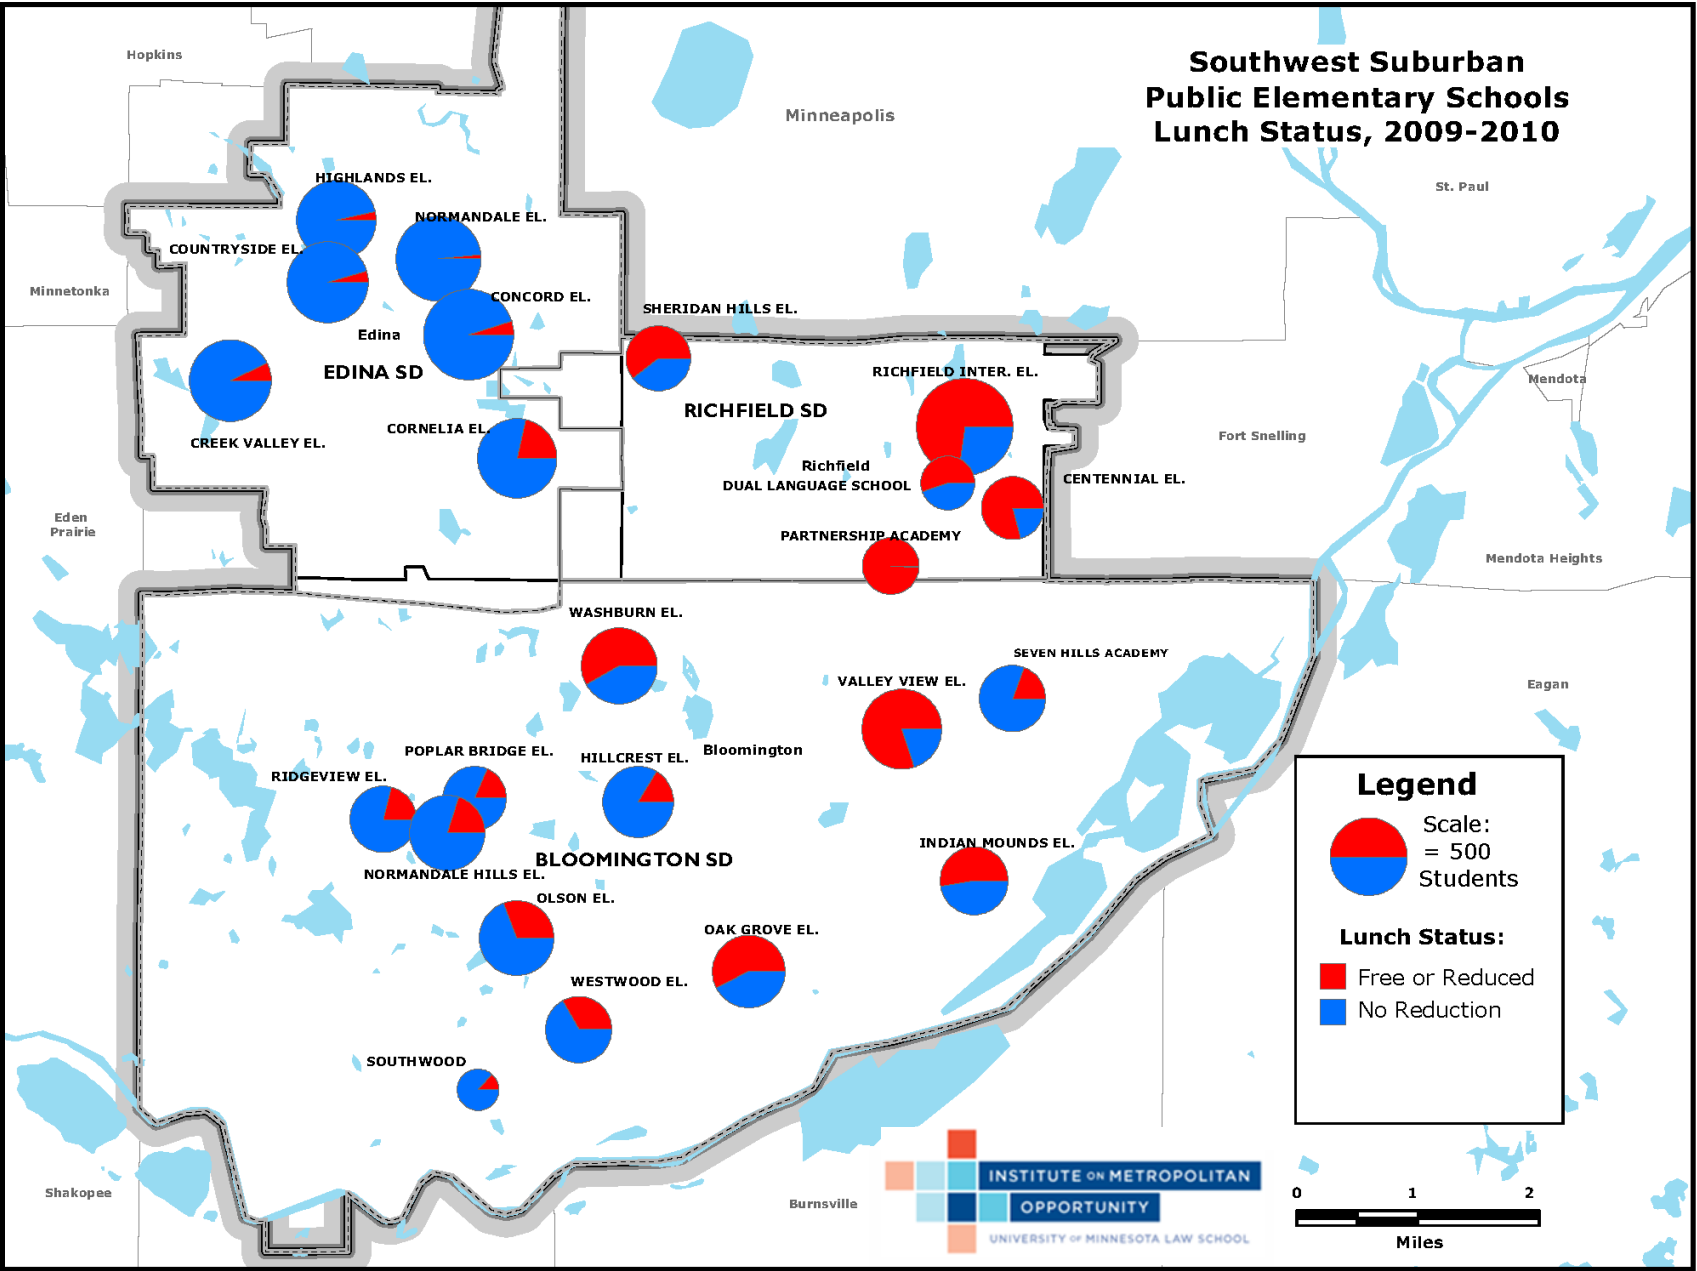 Southwest Suburban
Public Elementary Schools
Lunch Status, 2009-2010
Hopkins
Minneapolis
St. Paul
HIGHLANDS EL.
NORMANDALE EL.
COUNTRYSIDE EL.
Minnetonka
CONCORD EL.
SHERIDAN HILLS EL.
Edina
EDINA SD
RICHFIELD INTER. EL.
Mendota
RICHFIELD SD
CORNELIA EL.
CREEK VALLEY EL.
Fort Snelling
Richfield
DUAL LANGUAGE SCHOOL
CENTENNIAL EL.
Eden
Prairie
PARTNERSHIP ACADEMY
Mendota Heights
WASHBURN EL.
SEVEN HILLS ACADEMY
VALLEY VIEW EL.
Eagan
POPLAR BRIDGE EL.
HILLCREST EL.
Bloomington
RIDGEVIEW EL.
INDIAN MOUNDS EL.
BLOOMINGTON SD
NORMANDALE HILLS EL.
OLSON EL.
OAK GROVE EL.
WESTWOOD EL.
SOUTHWOOD
Shakopee
Burnsville
Legend
Scale:
= 500
Students
Lunch Status:
Free or Reduced
No Reduction
INSTITUTE ON METROPOLITAN
OPPORTUNITY
UNIVERSITY OF MINNESOTA LAW SCHOOL
0 1 2
Miles